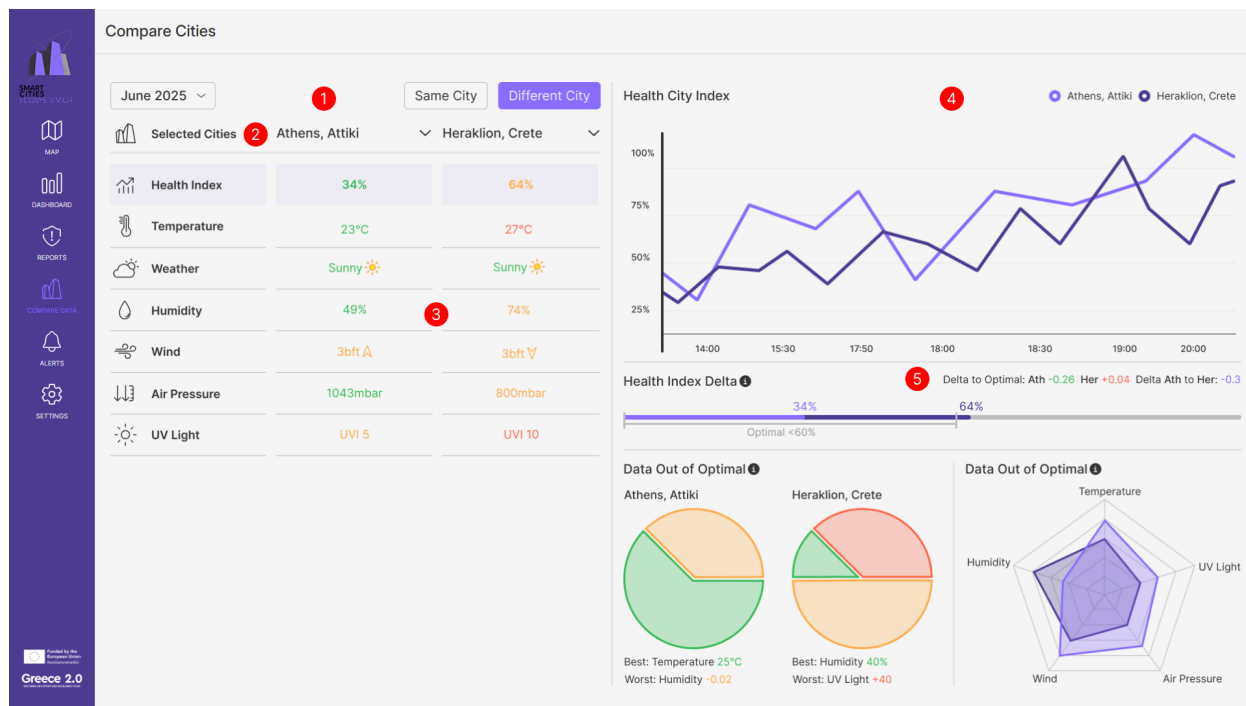 Compare Cities
SMART
CITIES
ECOSYSTEM CR
MAP
DASHBOARD
REPORTS
COMPARE DATA
ALERTS
SETTINGS
Funded by the
European Union
NextGenerationEU
Greece 2.0
June 2025
1
Same City
Different City
Selected Cities
2
Athens, Attiki
Heraklion, Crete
Health Index
34%
64%
Temperature
23°C
27°C
Weather
Sunny
Sunny
Humidity
49%
3
74%
Wind
3bft
3bft
Air Pressure
1043mbar
800mbar
UV Light
UVI 5
UVI 10
Health City Index
4
Athens, Attiki
Heraklion, Crete
100%
75%
50%
25%
14:00
15:30
17:50
18:00
18:30
19:00
20:00
Health Index Delta
5
Delta to Optimal: Ath -0.26 Her +0.04 Delta Ath to Her: -0.3
34%
64%
Optimal <60%
Data Out of Optimal
Athens, Attiki
Heraklion, Crete
Best: Temperature 25°C
Worst: Humidity -0.02
Best: Humidity 40%
Worst: UV Light +40
Data Out of Optimal
Temperature
Humidity
UV Light
Wind
Air Pressure